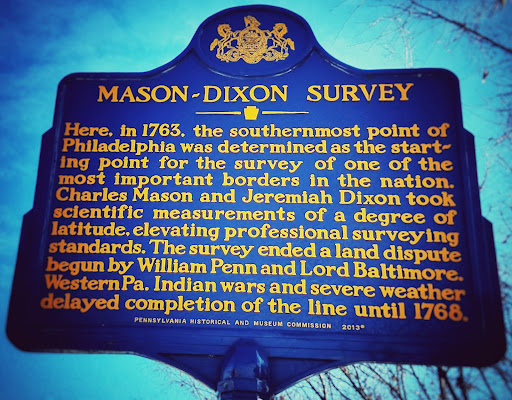 MASON-DIXON SURVEY
Here, in 1763, the southernmost point of
Philadelphia was determined as the start-
ing point for the survey of one of the
most important borders in the nation.
Charles Mason and Jeremiah Dixon took
scientific measurements of a degree of
latitude, elevating professional surveying
standards. The survey ended a land dispute
begun by William Penn and Lord Baltimore.
Western Pa. Indian wars and severe weather
delayed completion of the line until 1768.
PENNSYLVANIA HISTORICAL AND MUSEUM COMMISSION 2013®